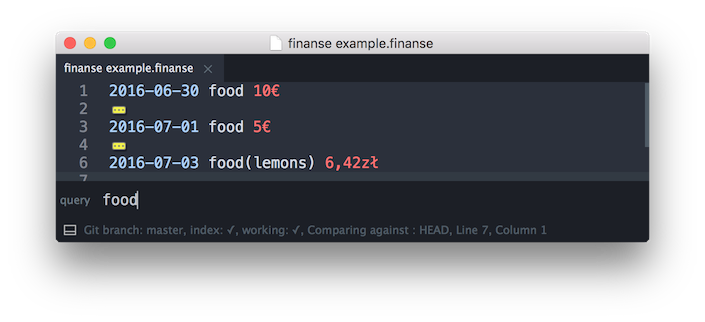 finanse example.finanse
finanse example.finanse ×
1 2016-06-30 food 10€
2
3 2016-07-01 food 5€
4
6 2016-07-03 food(lemons) 6,42zł
7
query food
Git branch: master, index: ✓, working: ✓, Comparing against : HEAD, Line 7, Column 1